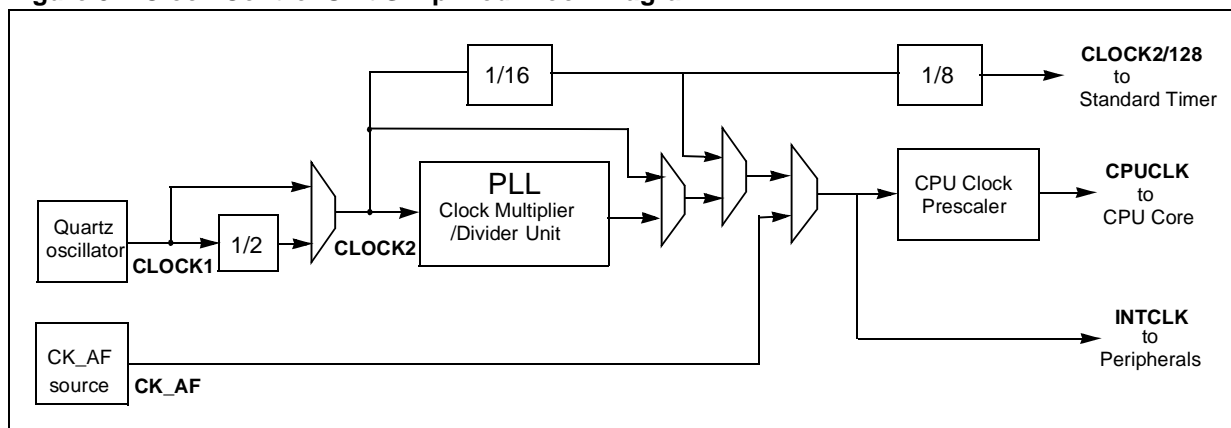 1/16
1/8
CLOCK2/128
to
Standard Timer
PLL
Clock Multiplier
/Divider Unit
CPU Clock
Prescaler
CPUCLK
to
CPU Core
Quartz
oscillator
CLOCK1
1/2
CLOCK2
INTCLK
to
Peripherals
CK_AF
source
CK_AF